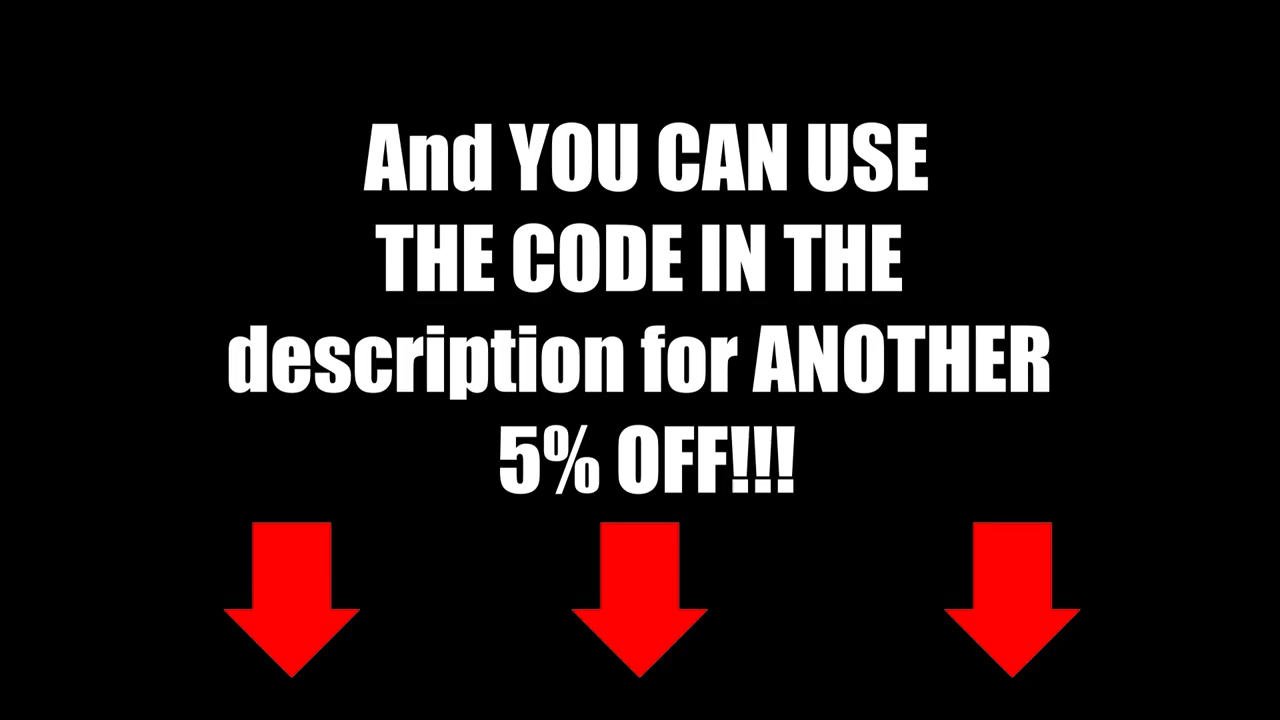 And YOU CAN USE
THE CODE IN THE
description for ANOTHER
5% OFF!!!